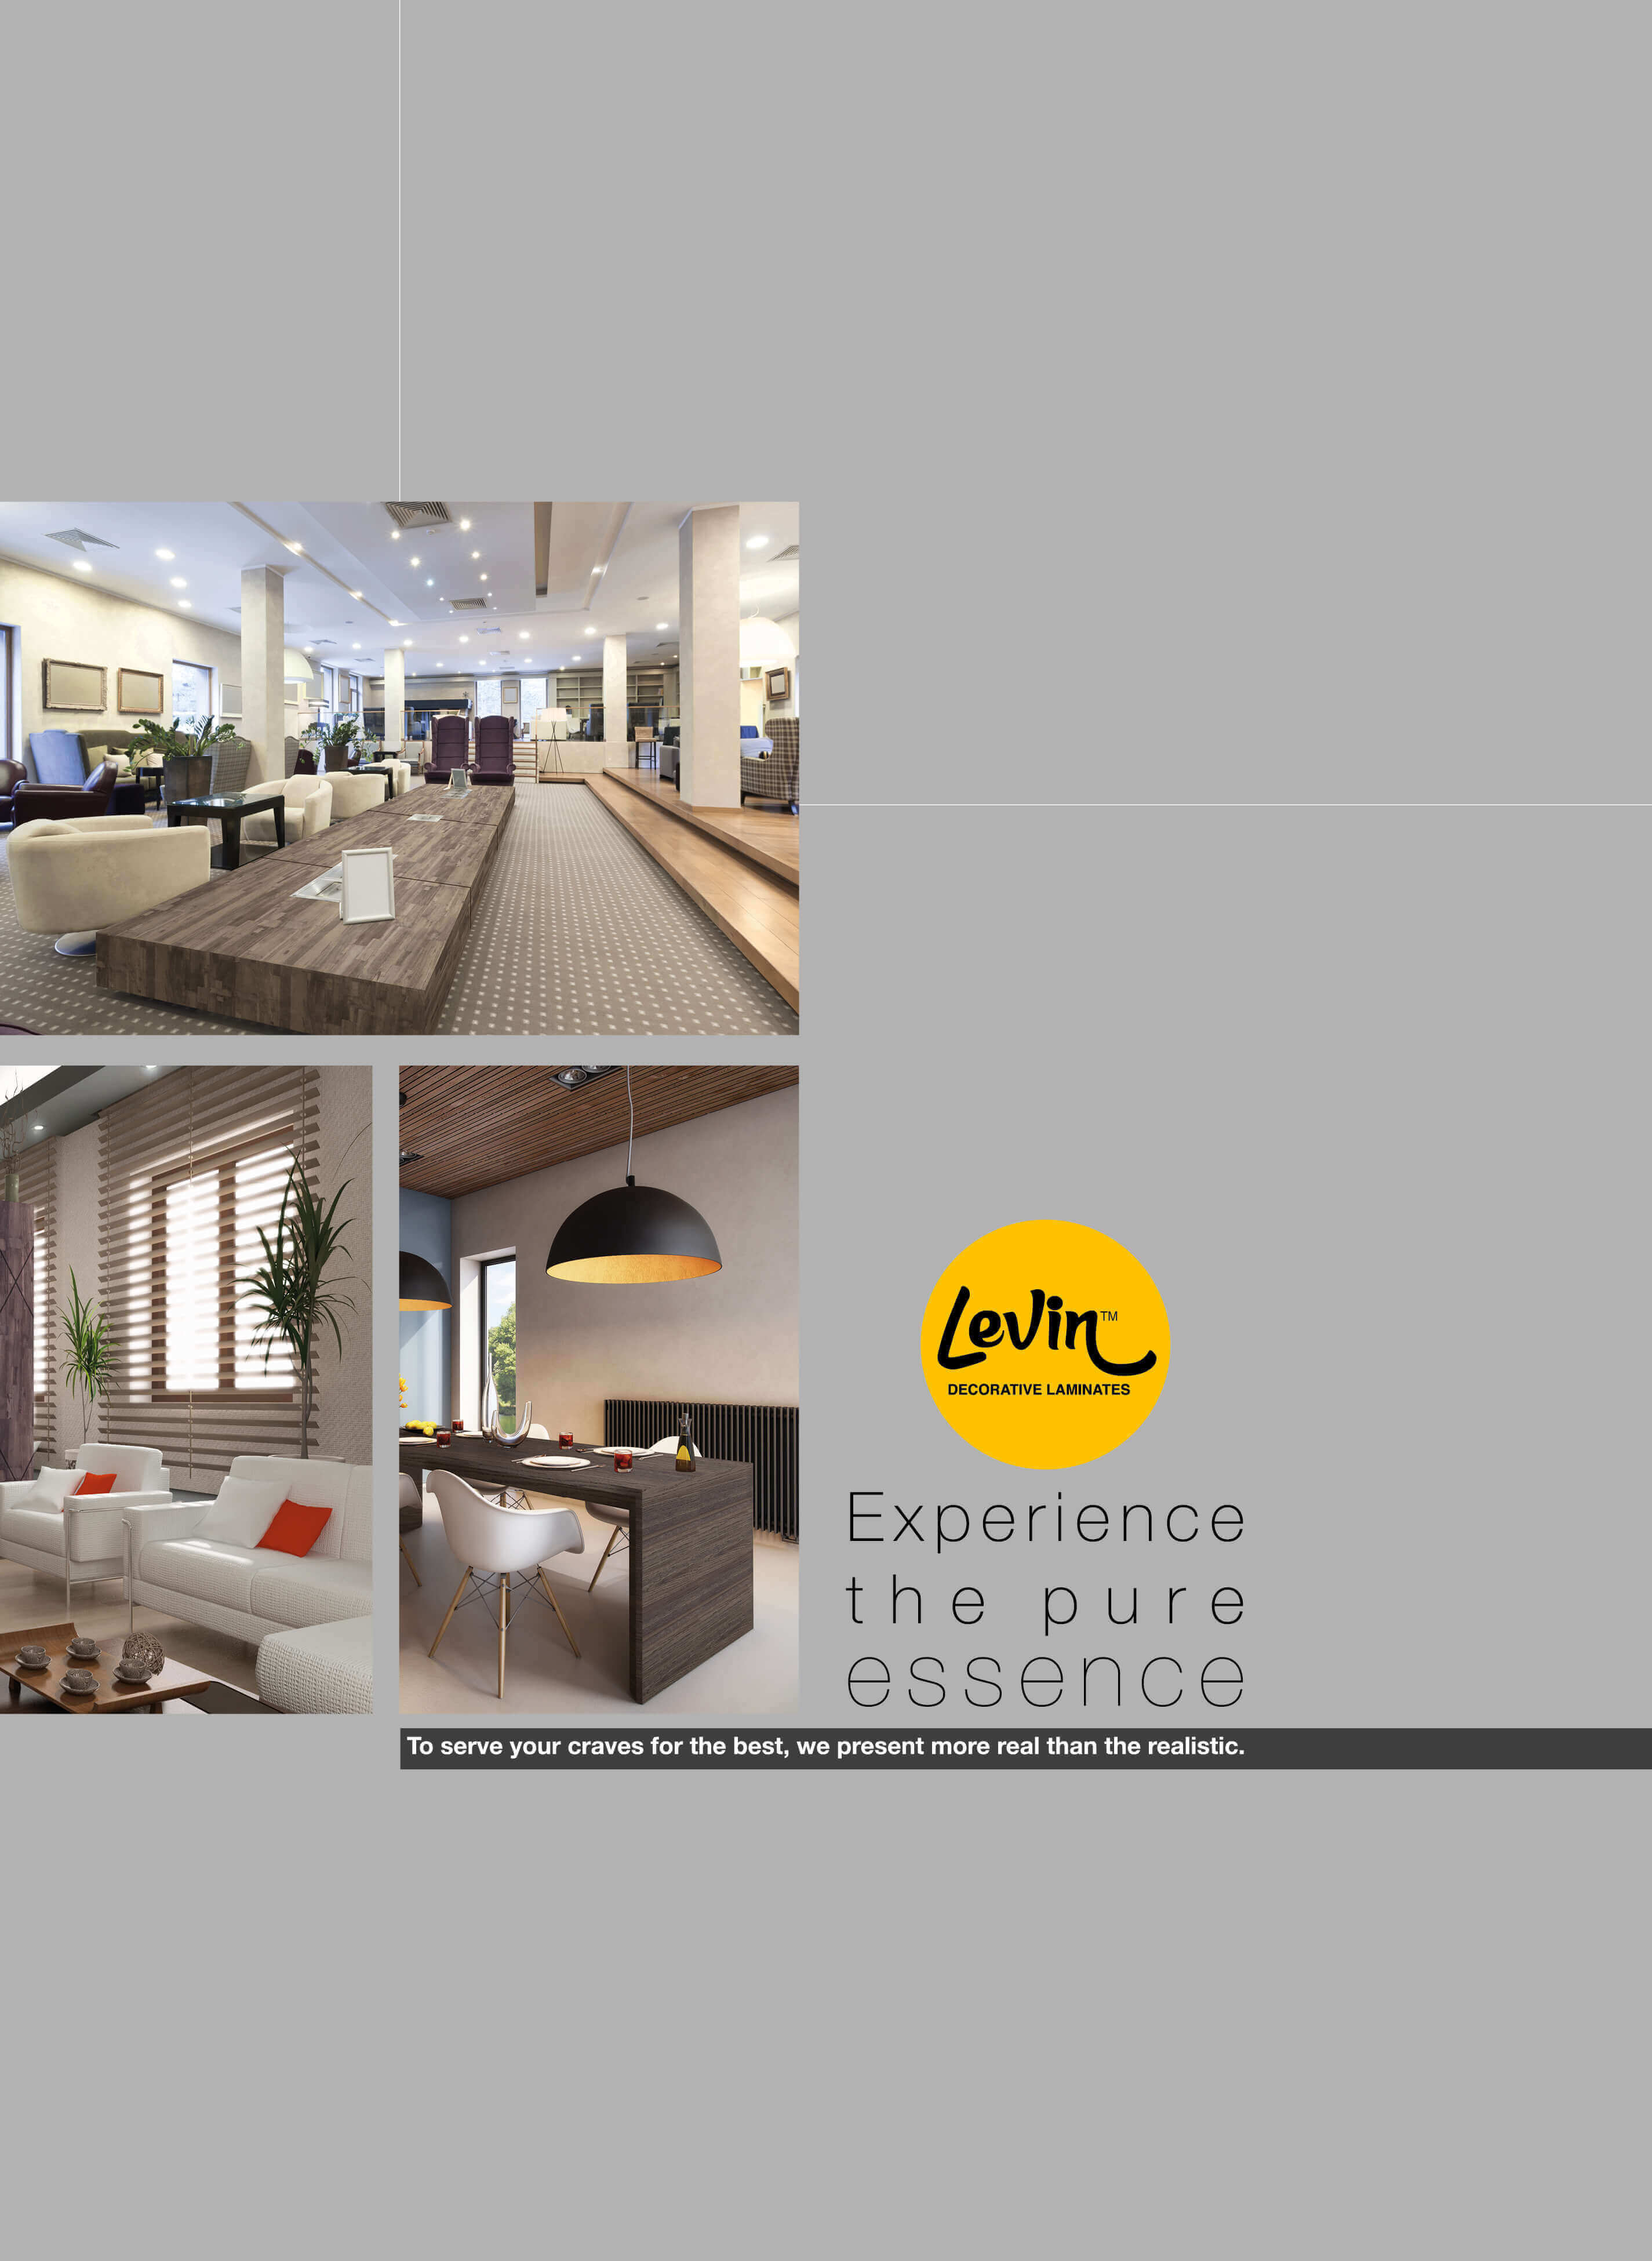 Levin™
DECORATIVE LAMINATES
Experience
the pure
essence
To serve your craves for the best, we present more real than the realistic.